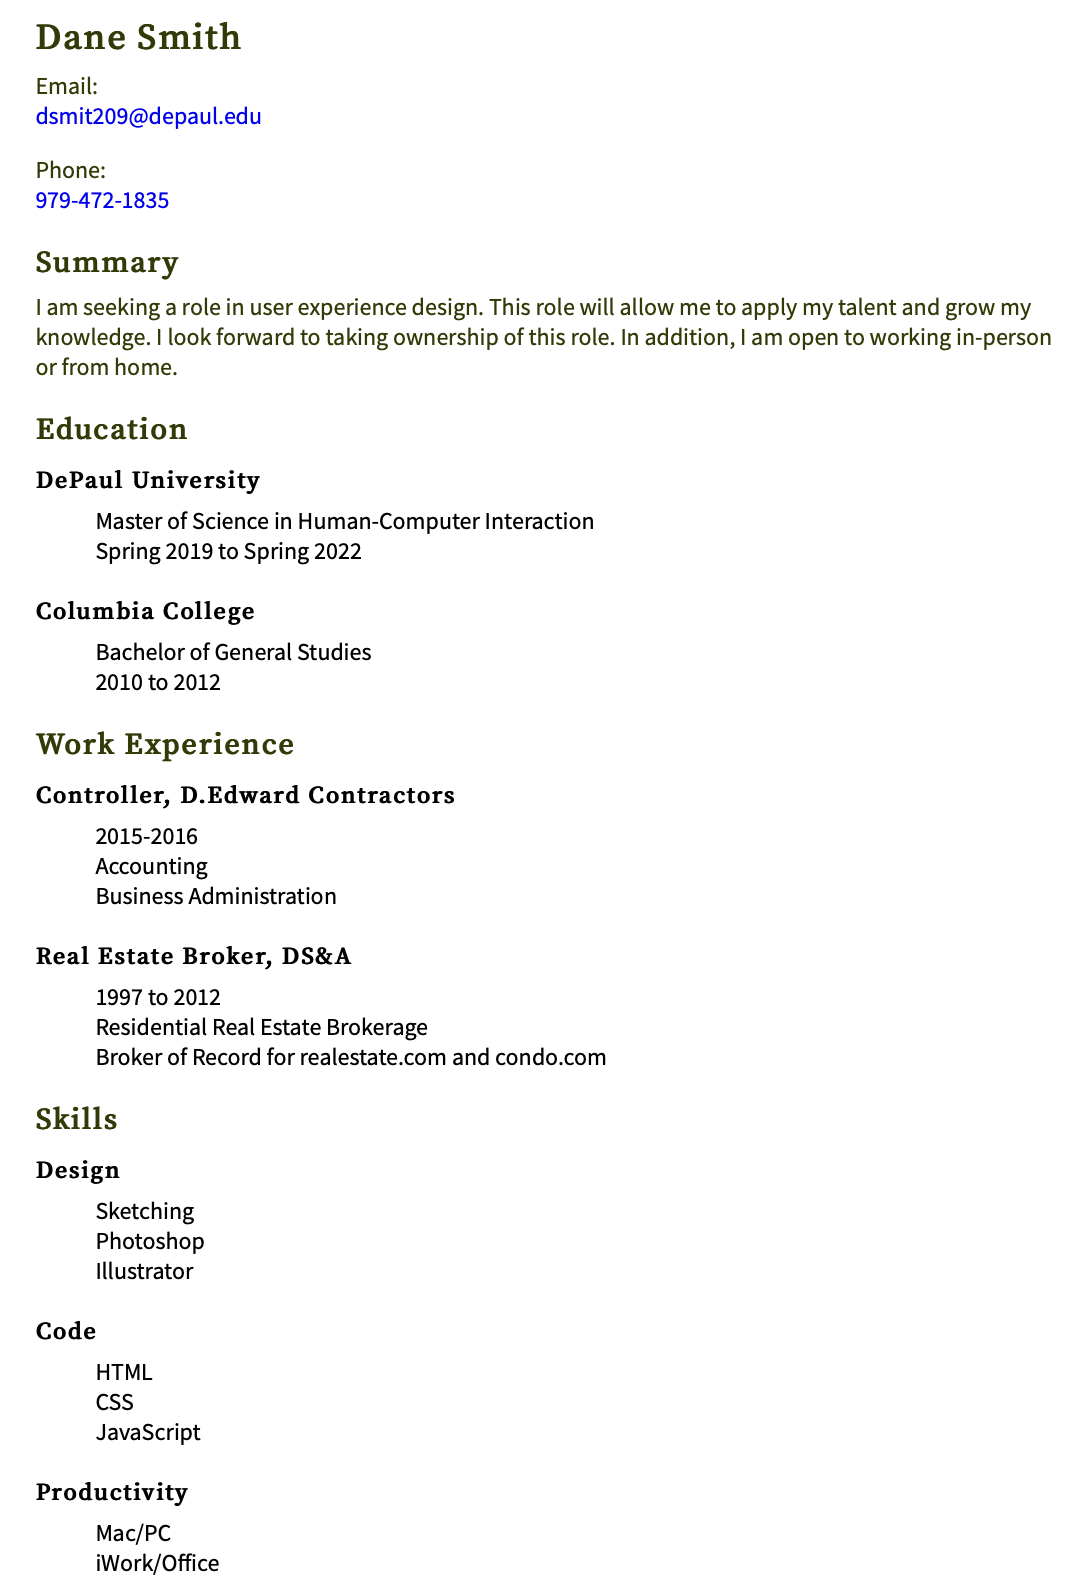 Dane Smith
Email:
dsmit209@depaul.edu
Phone:
979-472-1835
Summary
I am seeking a role in user experience design. This role will allow me to apply my talent and grow my
knowledge. I look forward to taking ownership of this role. In addition, I am open to working in-person
or from home.
Education
DePaul University
Master of Science in Human-Computer Interaction
Spring 2019 to Spring 2022
Columbia College
Bachelor of General Studies
2010 to 2012
Work Experience
Controller, D.Edward Contractors
2015-2016
Accounting
Business Administration
Real Estate Broker, DS&A
1997 to 2012
Residential Real Estate Brokerage
Broker of Record for realestate.com and condo.com
Skills
Design
Sketching
Photoshop
Illustrator
Code
HTML
CSS
JavaScript
Productivity
Mac/PC
iWork/Office